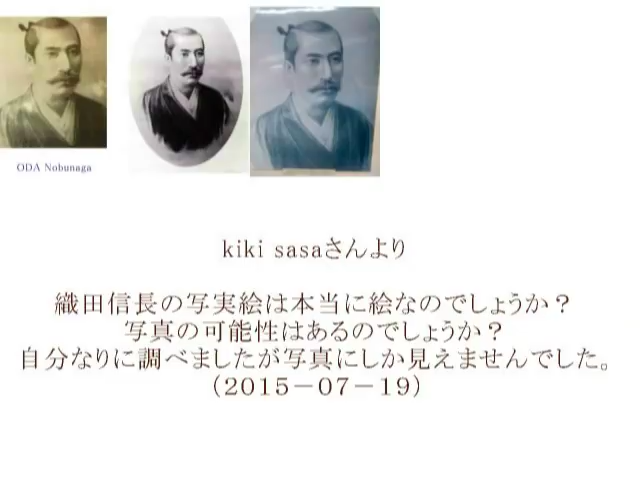 ODA Nobunaga
kiki sasaさんより
織田信長の写実絵は本当に絵なのでしょうか？
写真の可能性はあるのでしょうか？
自分なりに調べましたが写真にしか見えませんでした。
（２０１５－０７－１９）